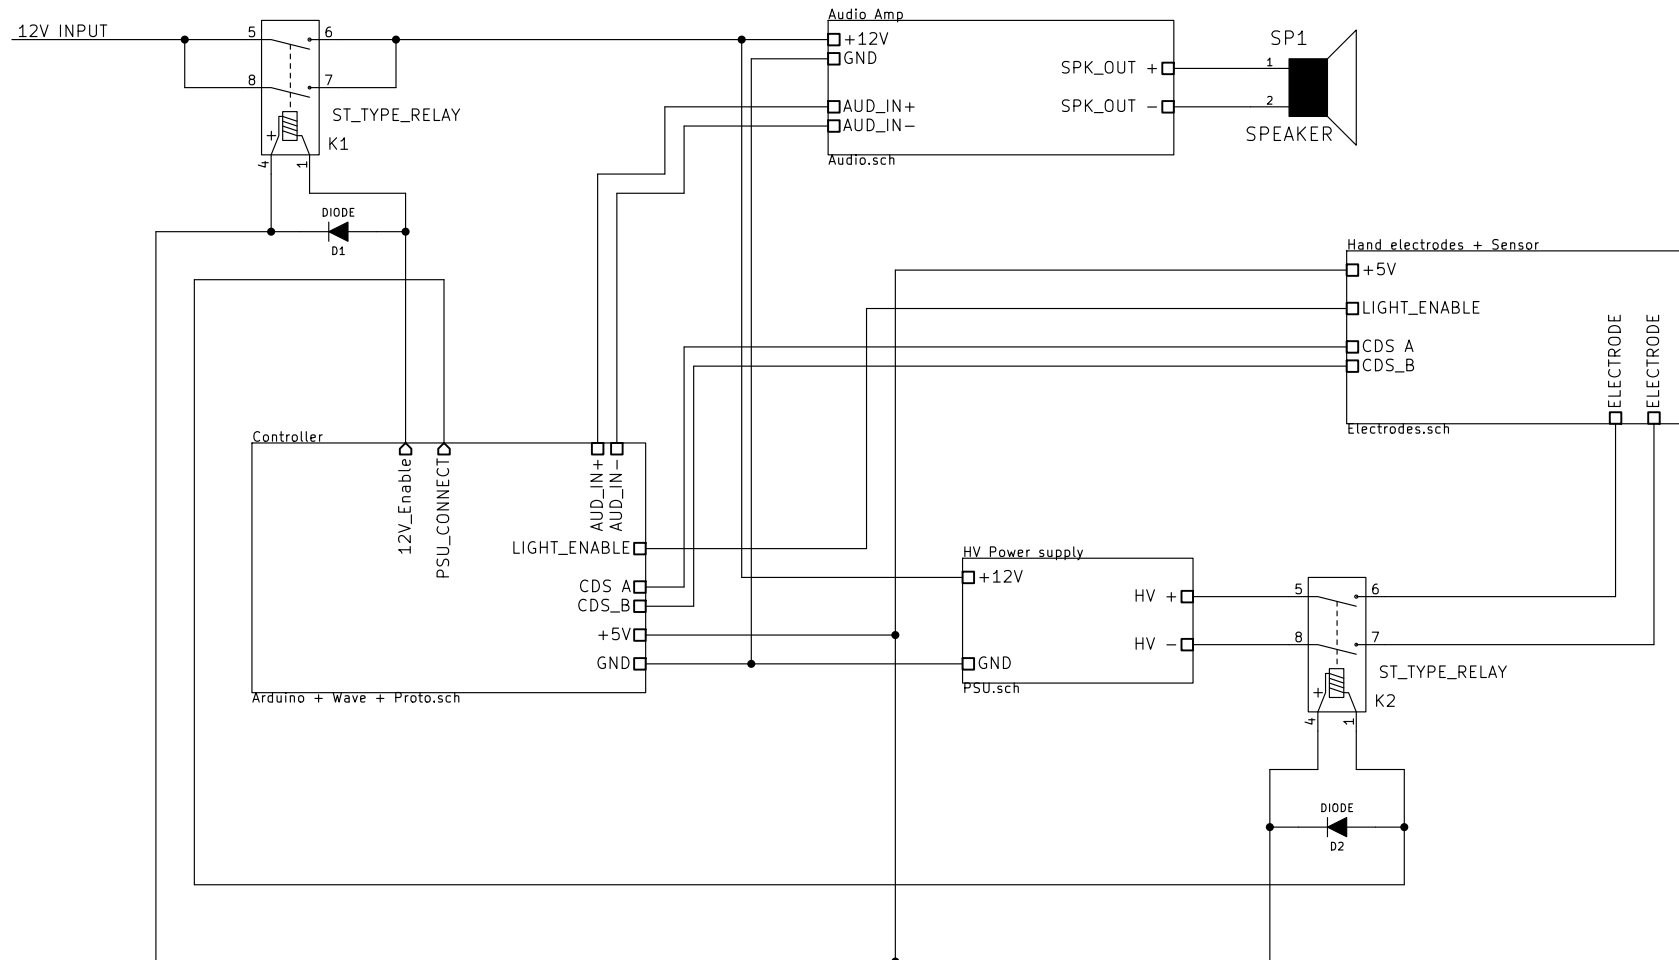 12V INPUT
5
6
8
7
ST_TYPE_RELAY
+
K1
4
1
DIODE
D1
Audio Amp
+12V
GND
AUD_IN+
AUD_IN-
SPK_OUT +
SPK_OUT -
Audio.sch
SP1
1
2
SPEAKER
Hand electrodes + Sensor
+5V
LIGHT_ENABLE
CDS A
CDS_B
ELECTRODE
ELECTRODE
Electrodes.sch
Controller
12V_Enable
PSU_CONNECT
AUD_IN+
AUD_IN-
LIGHT_ENABLE
CDS A
CDS_B
+5V
GND
Arduino + Wave + Proto.sch
HV Power supply
+12V
GND
HV +
HV -
PSU.sch
5
6
8
7
ST_TYPE_RELAY
+
K2
4
1
DIODE
D2